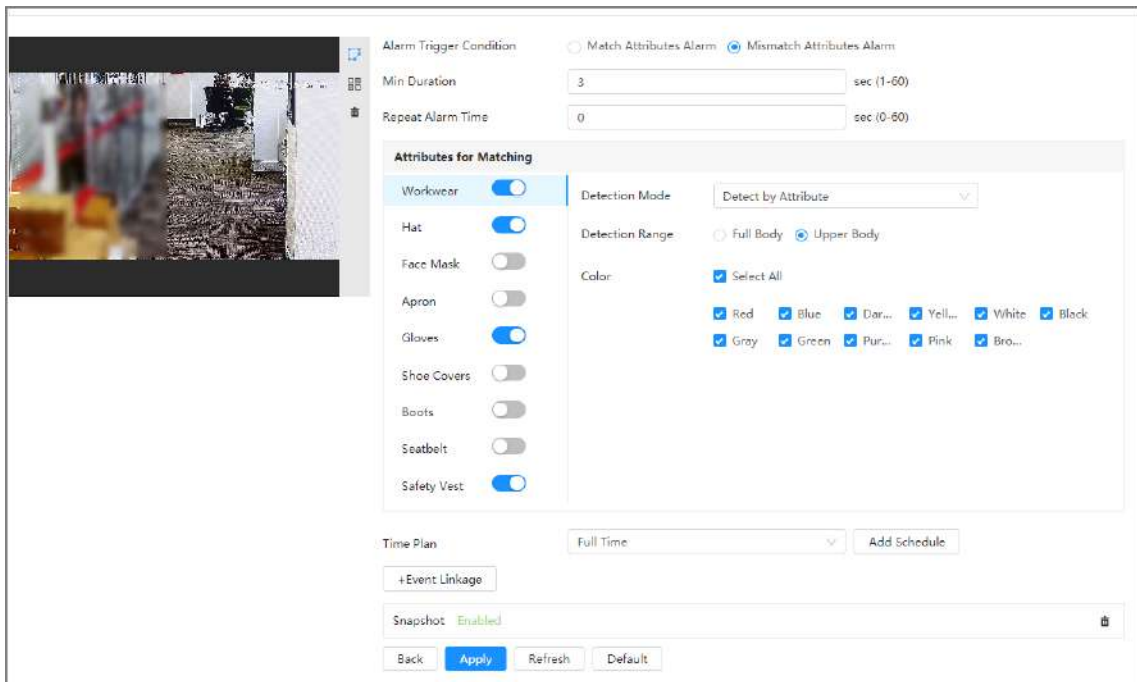 Alarm Trigger Condition Match Attributes Alarm Mismatch Attributes Alarm
Min Duration 3 sec (1-60)
Repeat Alarm Time 0 sec (0-60)
Attributes for Matching
Workwear Detection Mode Detect by Attribute
Hat Detection Range Full Body Upper Body
Face Mask Color Select All
Apron Red Blue Dar... Yell... White Black
Gloves Gray Green Pur... Pink Bro...
Shoe Covers
Boots
Seatbelt
Safety Vest
Time Plan Full Time Add Schedule
+Event Linkage
Snapshot Enabled
Back Apply Refresh Default